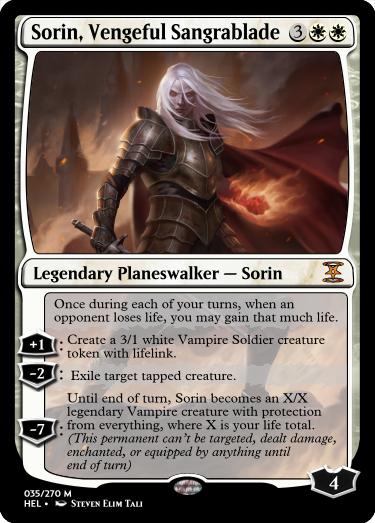 Sorin, Vengeful Sangrablade 3
Legendary Planeswalker — Sorin
Once during each of your turns, when an
opponent loses life, you may gain that much life.
+1: Create a 3/1 white Vampire Soldier creature
token with lifelink.
−2: Exile target tapped creature.
Until end of turn, Sorin becomes an X/X
legendary Vampire creature with protection
−7: from everything, where X is your life total.
(This permanent can't be targeted, dealt damage,
enchanted, or equipped by anything until
end of turn)
4
035/270 M
HEL • Steven Elim Tali